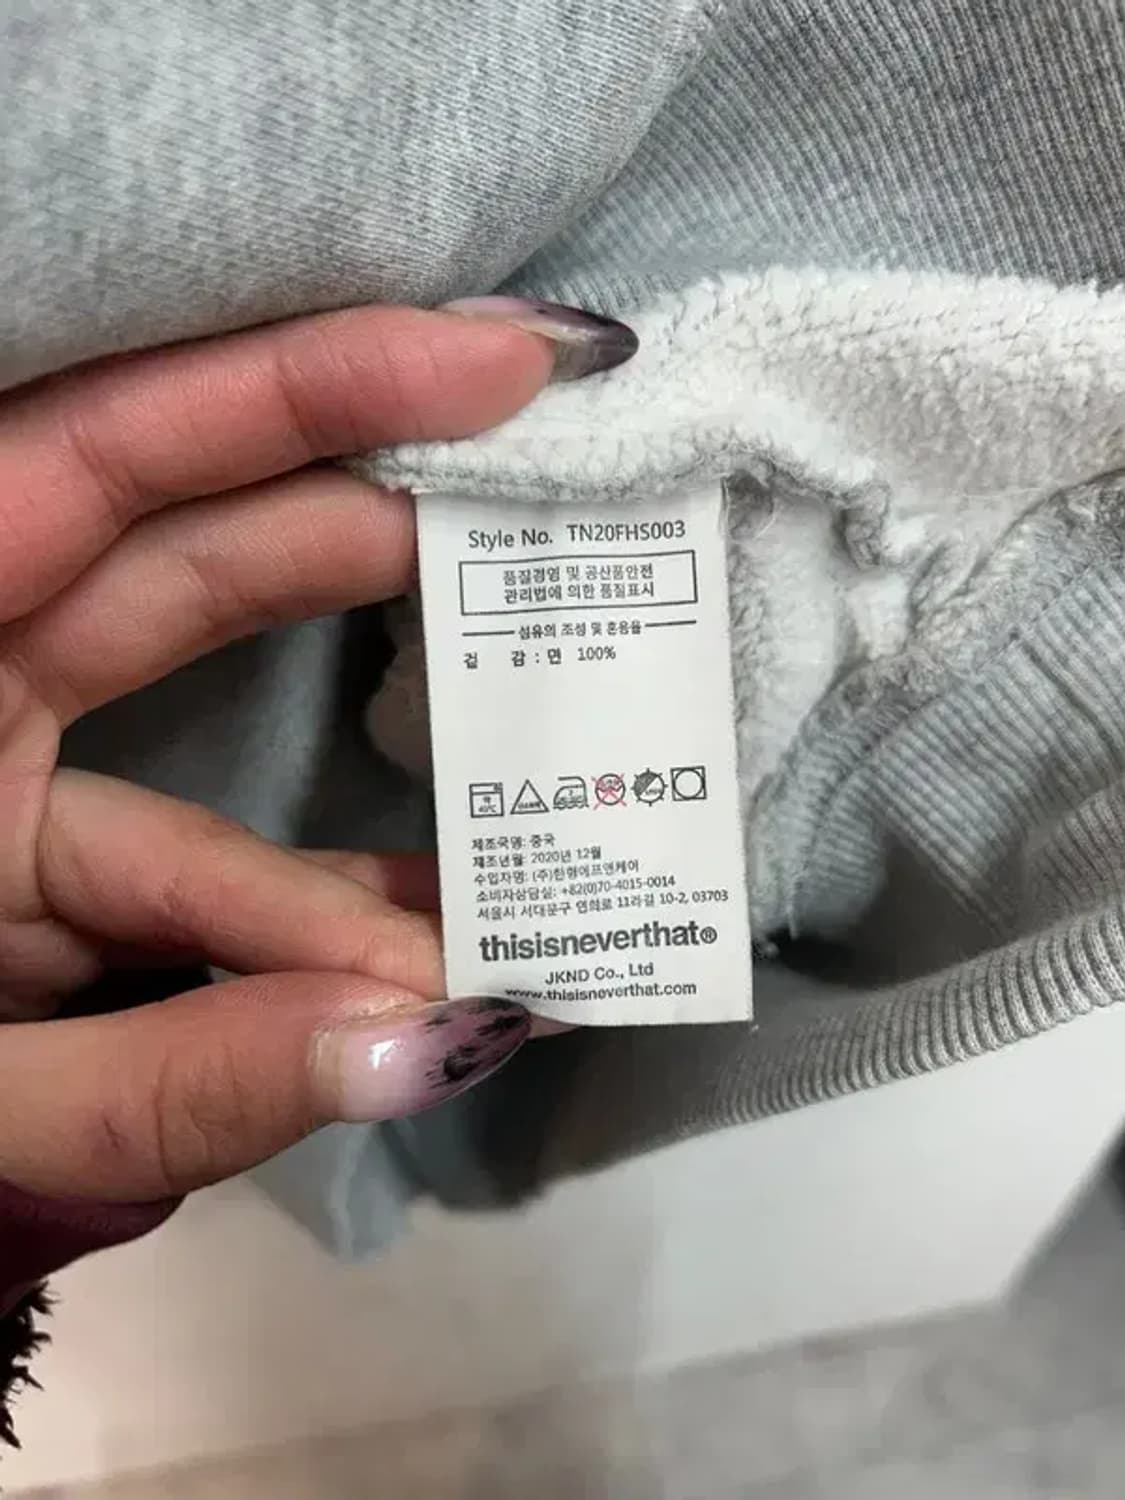 Style No. TN20FHS003
품질경영 및 공산품안전
관리법에 의한 품질표시
섬유의 조성 및 혼용율
겉 감 : 면 100%
약 40℃
제조국명: 중국
제조년월: 2020년 12월
수입자명: (주)한형에프앤케이
소비자상담실: +82(0)70-4015-0014
서울시 서대문구 연희로 11라길 10-2, 03703
thisisneverthat®
JKND Co., Ltd
www.thisisneverthat.com